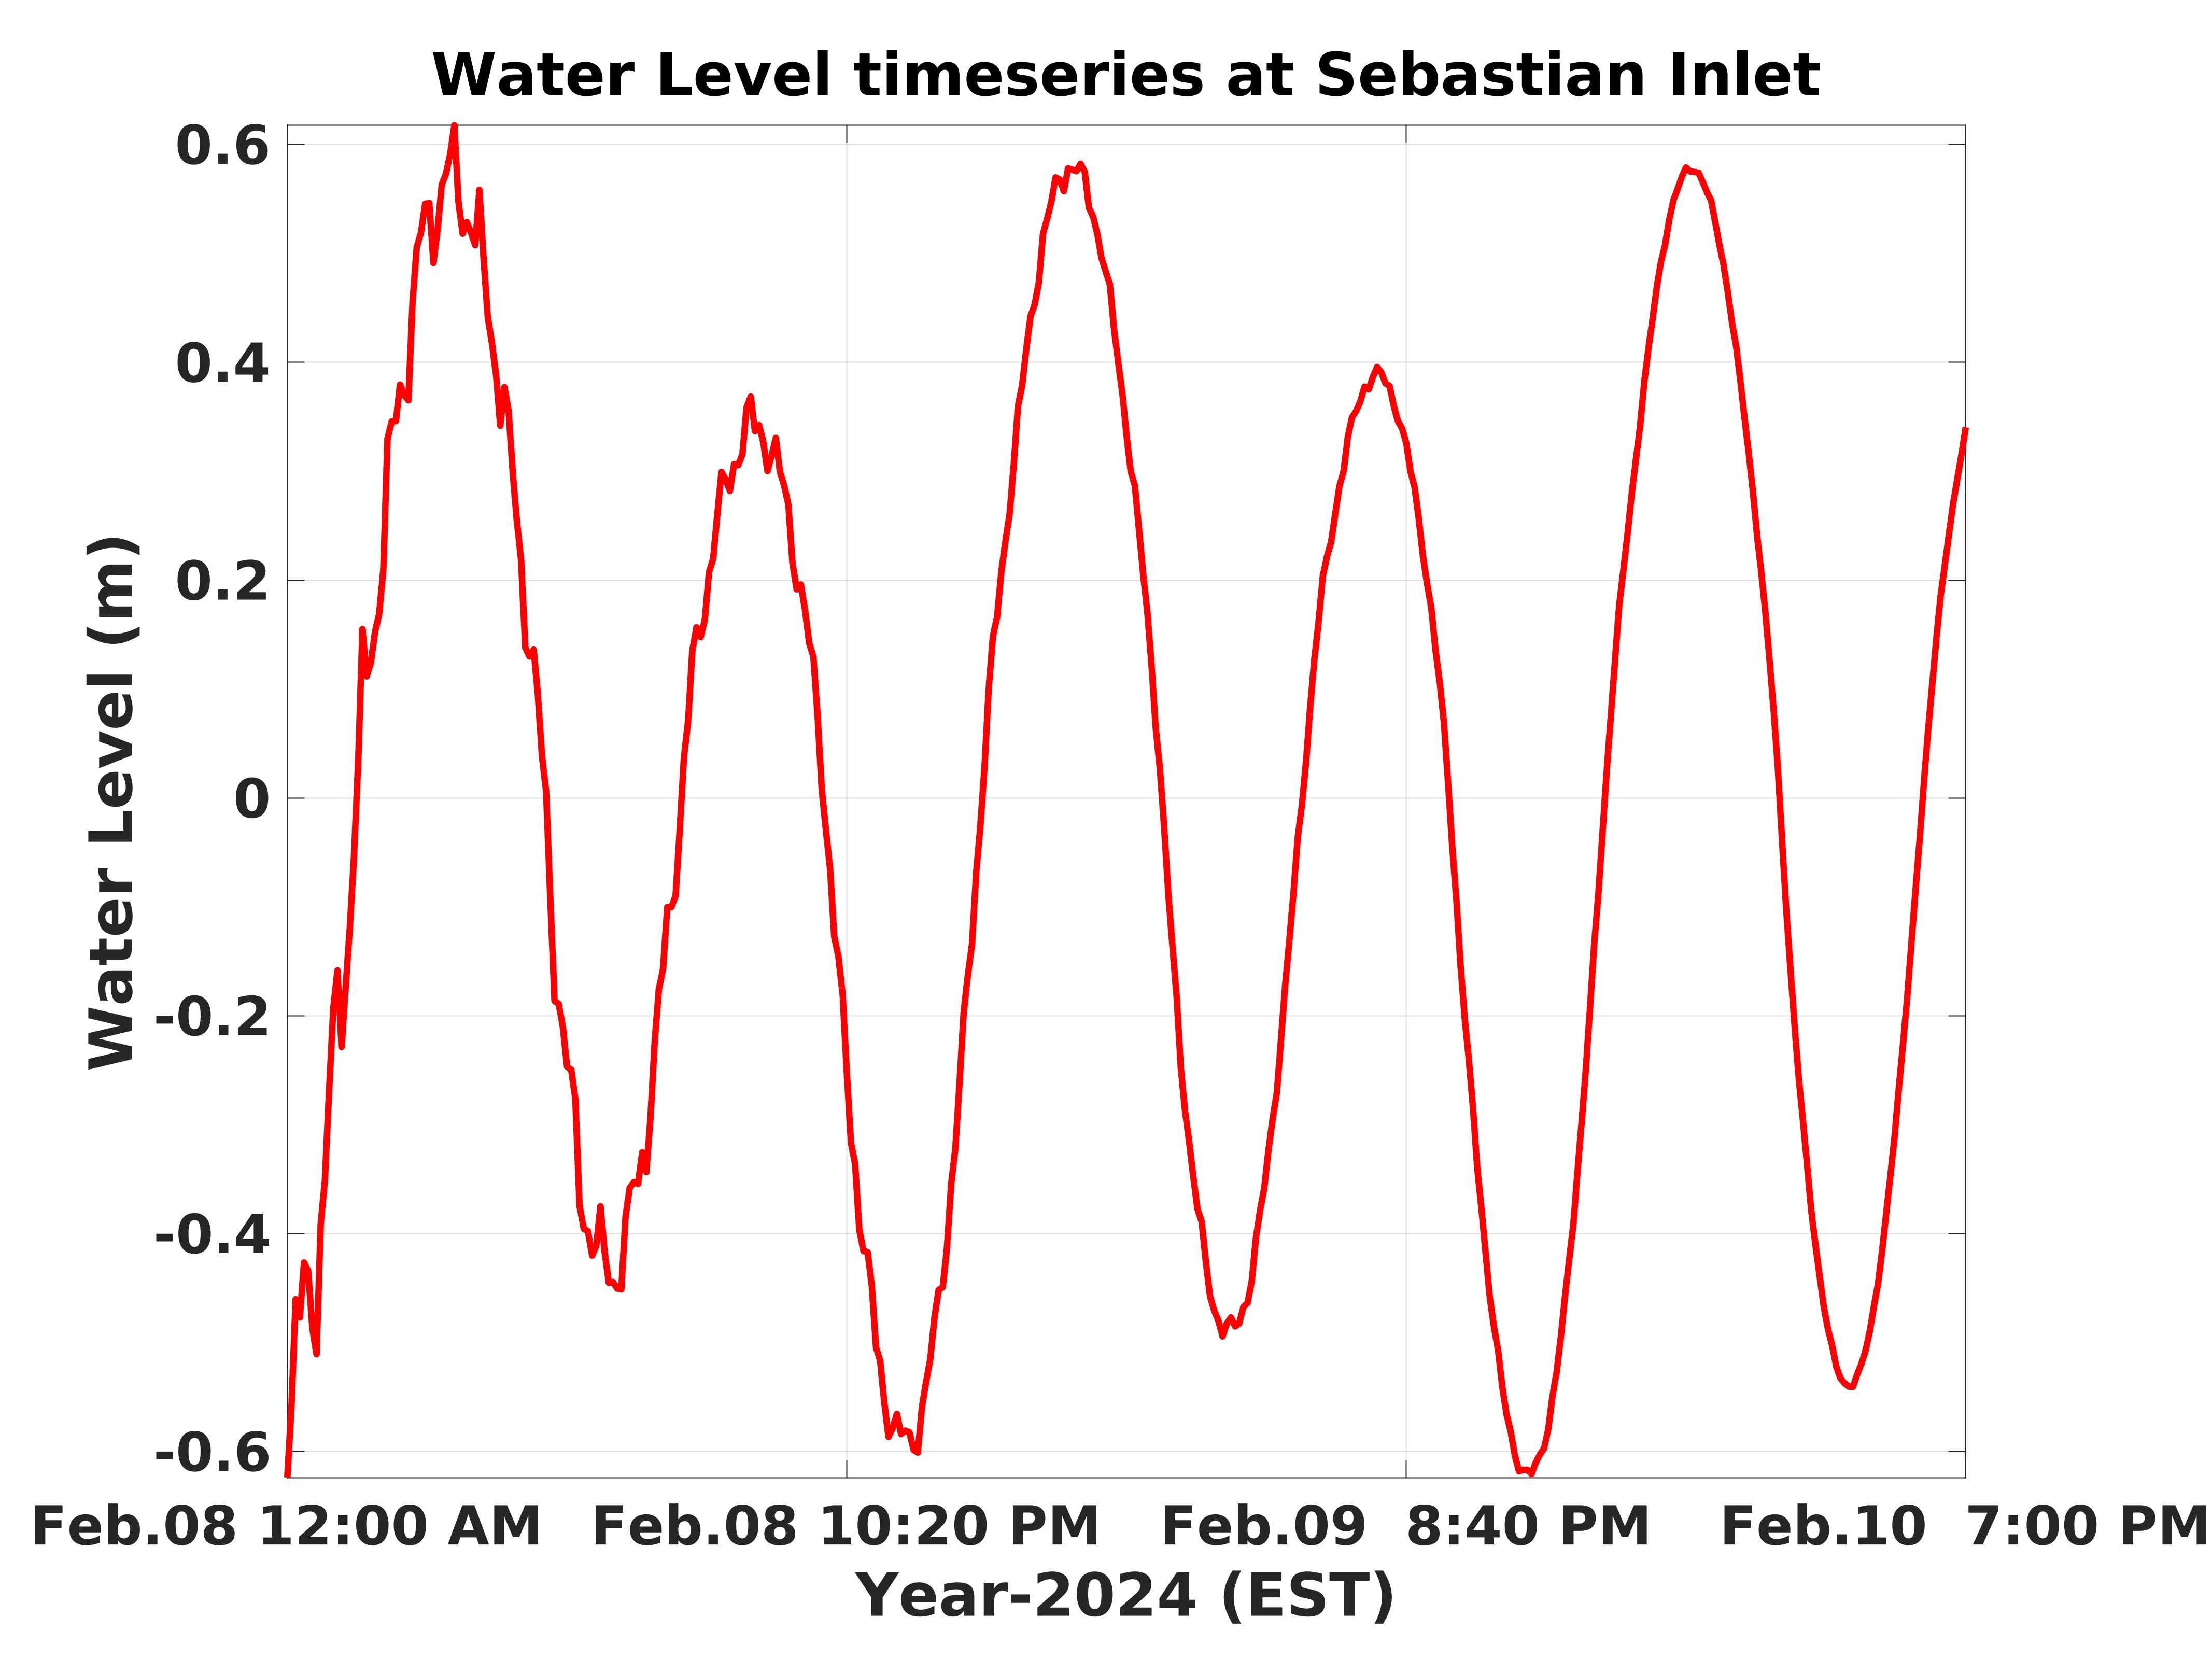 Water Level timeseries at Sebastian Inlet
0.6
0.4
0.2
0
-0.2
-0.4
-0.6
Water Level (m)
Feb.08 12:00 AM Feb.08 10:20 PM Feb.09 8:40 PM Feb.10 7:00 PM
Year-2024 (EST)